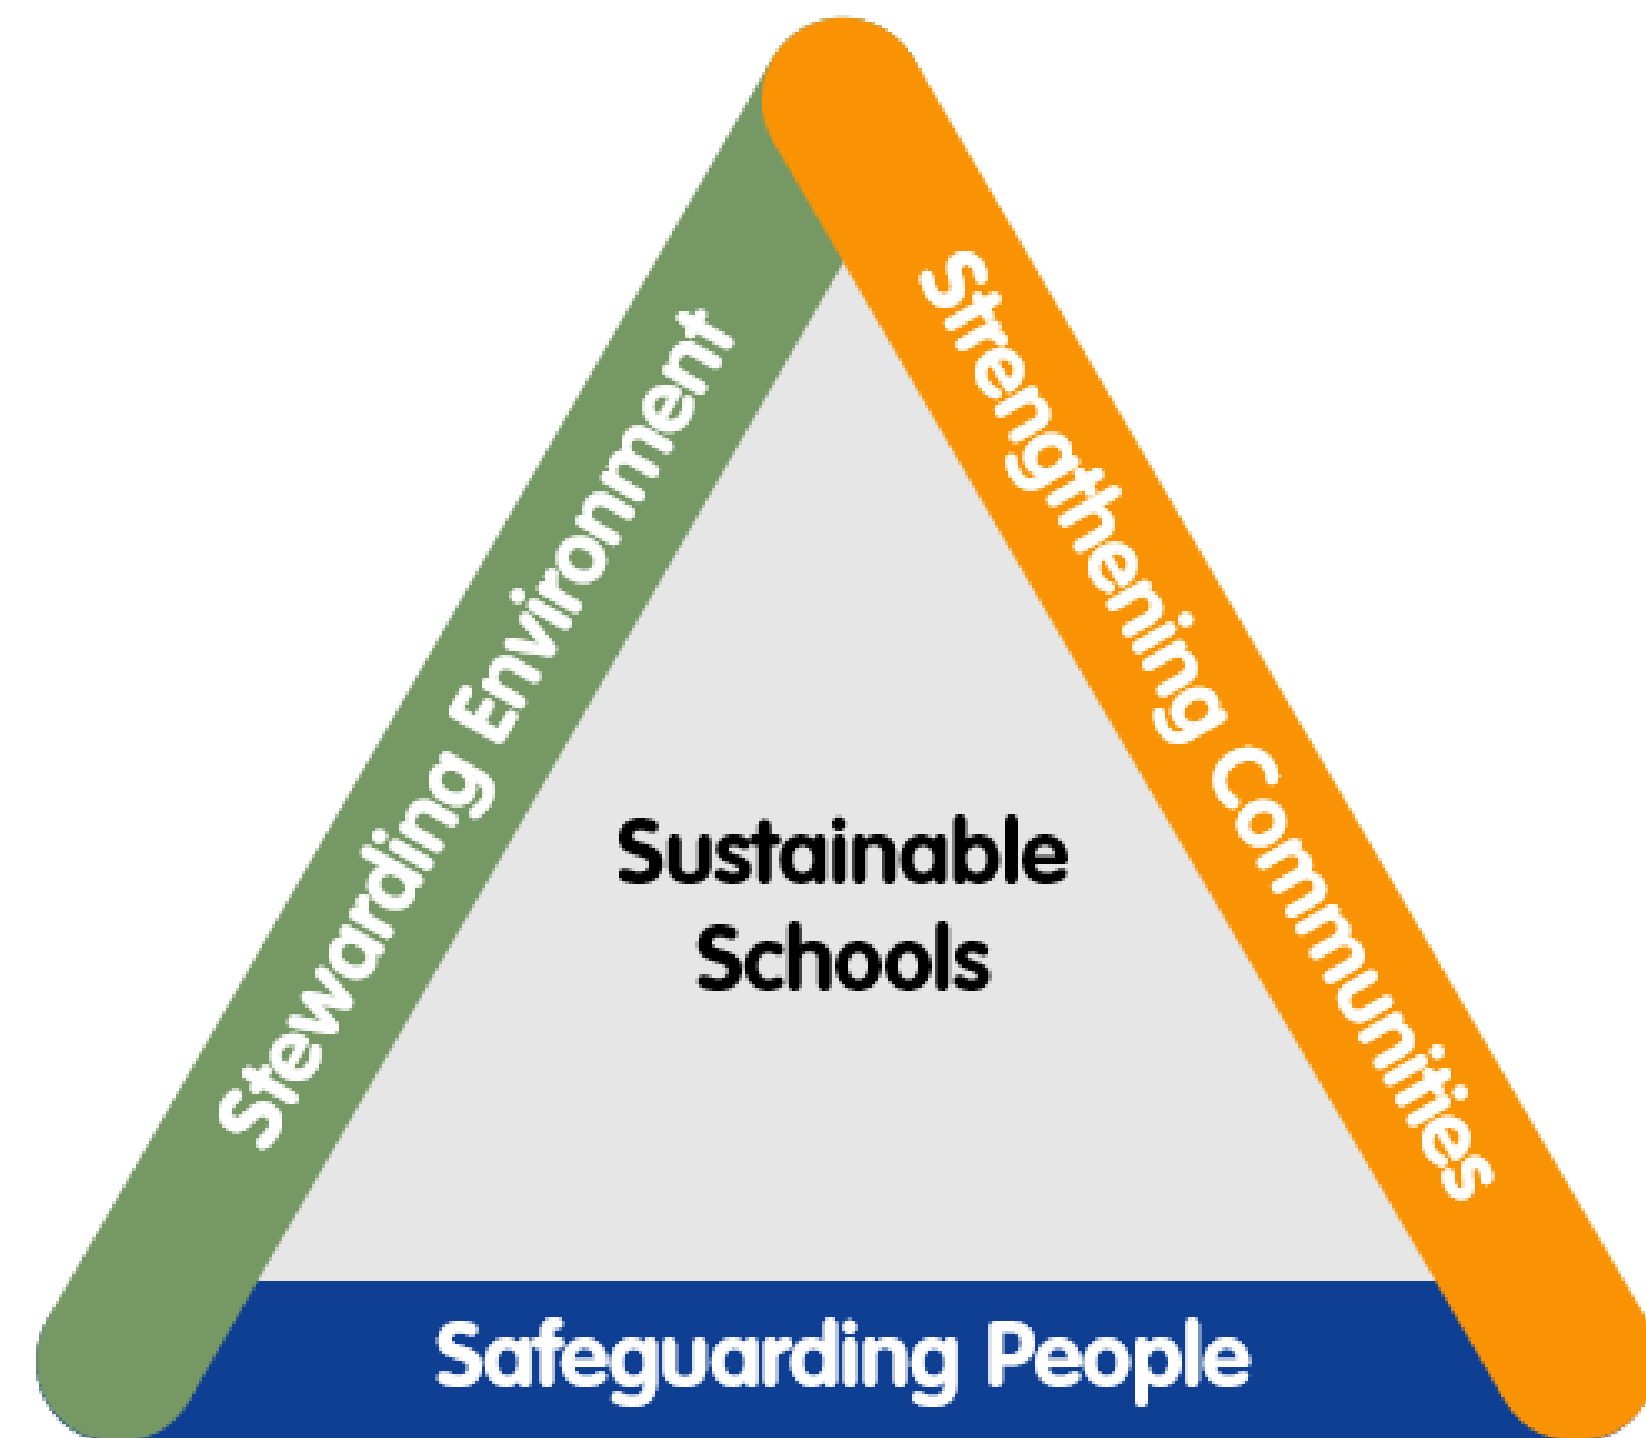 Stewarding Environment
Strengthening Communities
Sustainable
Schools
Safeguarding People